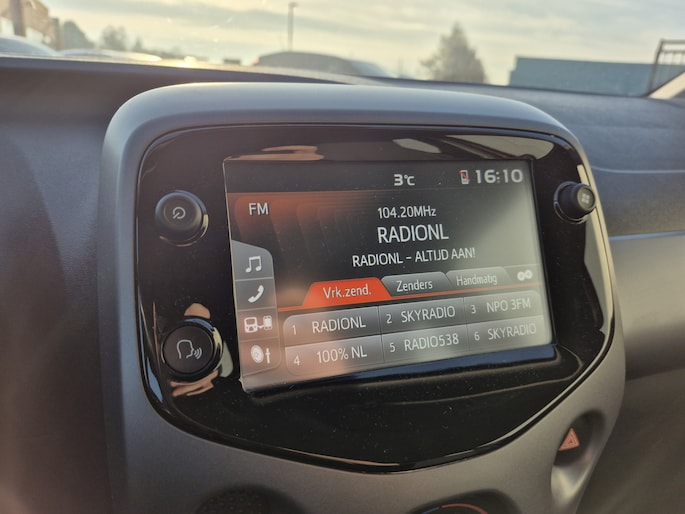 3°C 16:10
FM
104.20MHz
RADIONL
RADIONL - ALTIJD AAN!
Vrk.zend. Zenders Handmatig
1 RADIONL 2 SKYRADIO 3 NPO 3FM
4 100% NL 5 RADIO538 6 SKYRADIO